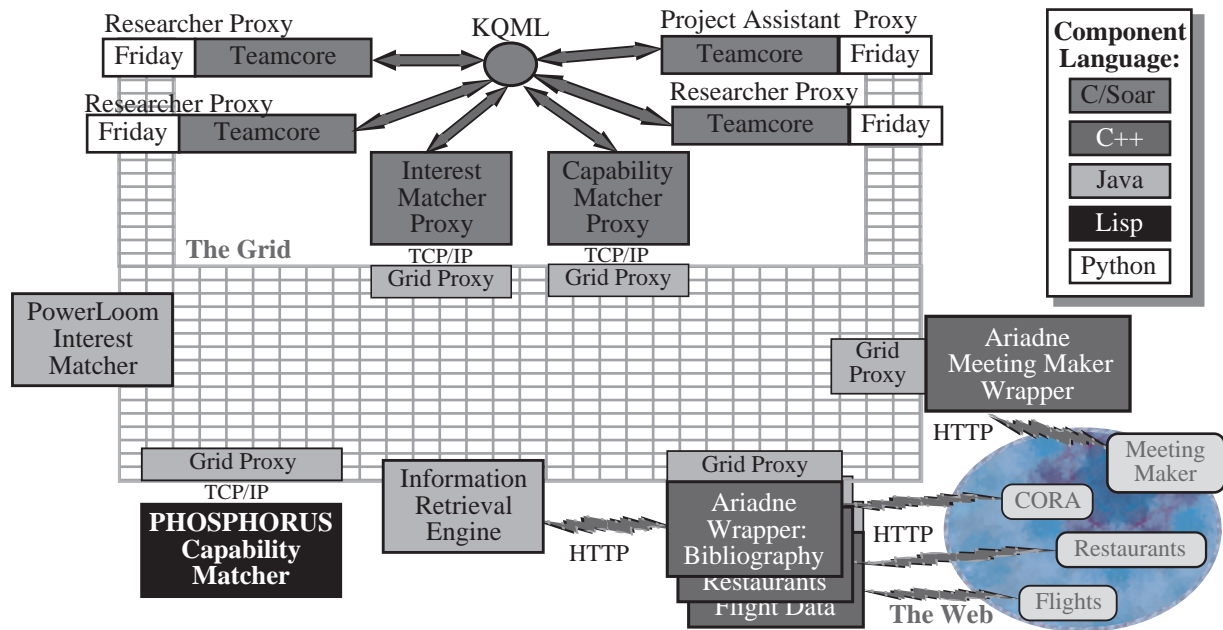 Researcher Proxy
Friday
Teamcore
KQML
Project Assistant Proxy
Teamcore
Friday
Researcher Proxy
Friday
Teamcore
Researcher Proxy
Teamcore
Friday
Component
Language:
C/Soar
C++
Java
Lisp
Python
Interest
Matcher
Proxy
TCP/IP
Grid Proxy
Capability
Matcher
Proxy
TCP/IP
Grid Proxy
The Grid
PowerLoom
Interest
Matcher
Grid
Proxy
Ariadne
Meeting Maker
Wrapper
HTTP
Grid Proxy
TCP/IP
PHOSPHORUS
Capability
Matcher
Information
Retrieval
Engine
HTTP
Grid Proxy
Ariadne
Wrapper:
Bibliography
Restaurants
Flight Data
HTTP
Meeting
Maker
CORA
Restaurants
Flights
The Web